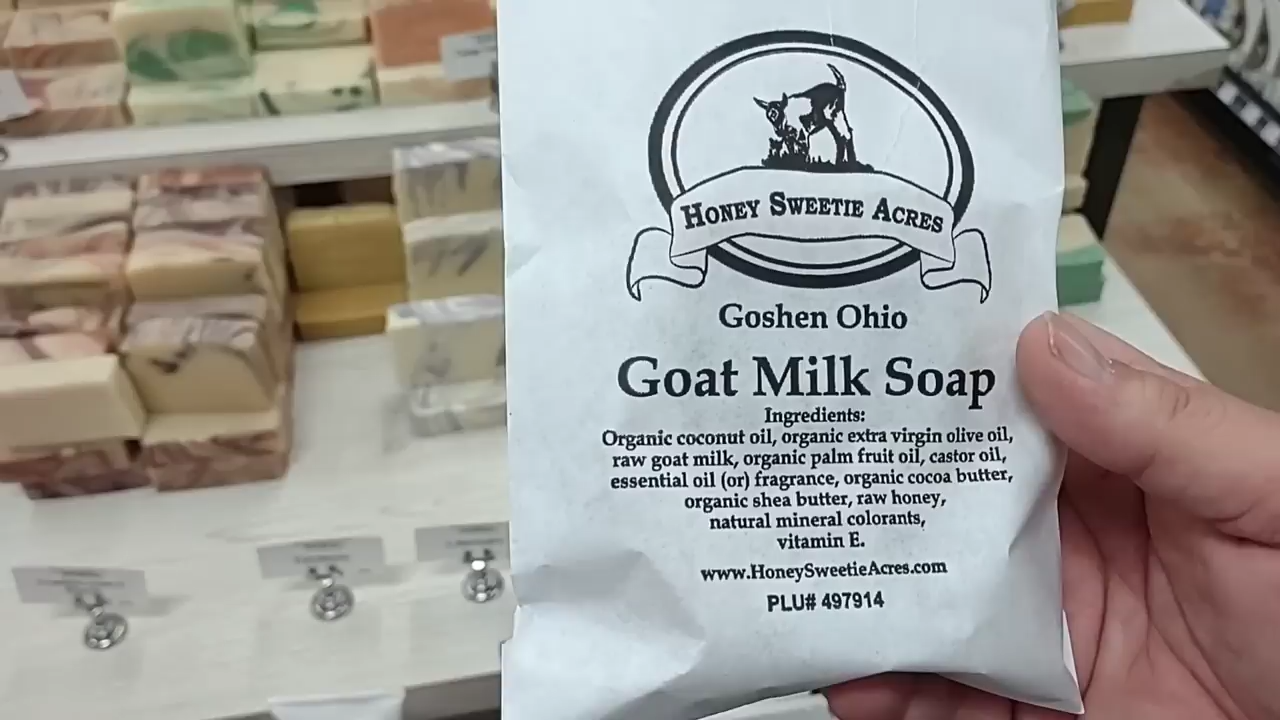 HONEY SWEETIE ACRES
Goshen Ohio
Goat Milk Soap
Ingredients:
Organic coconut oil, organic extra virgin olive oil,
raw goat milk, organic palm fruit oil, castor oil,
essential oil (or) fragrance, organic cocoa butter,
organic shea butter, raw honey,
natural mineral colorants,
vitamin E.
www.HoneySweetieAcres.com
PLU# 497914